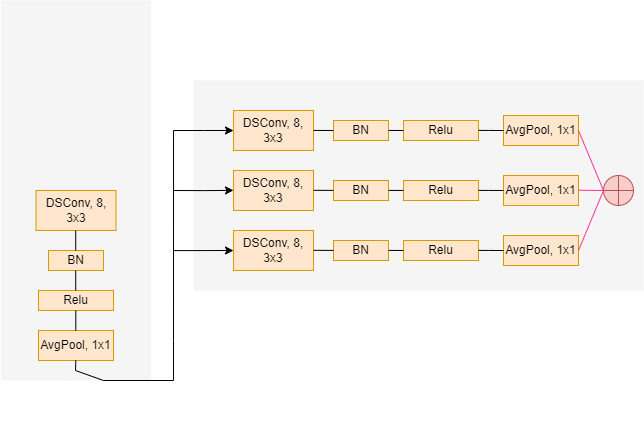 DSConv, 8,
3x3
BN
Relu
AvgPool, 1x1
DSConv, 8,
3x3
BN
Relu
AvgPool, 1x1
DSConv, 8,
3x3
BN
Relu
AvgPool, 1x1
DSConv, 8,
3x3
BN
Relu
AvgPool, 1x1